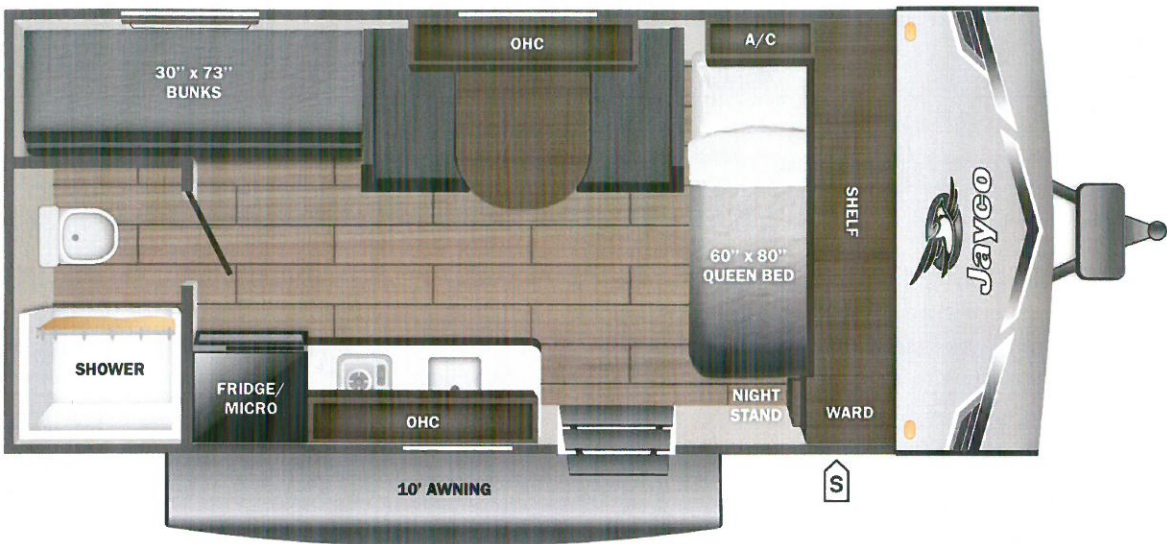 30" x 73"
BUNKS
OHC
A/C
SHELF
60" x 80"
QUEEN BED
Jayco
SHOWER
FRIDGE/
MICRO
OHC
NIGHT
STAND
WARD
10' AWNING
S